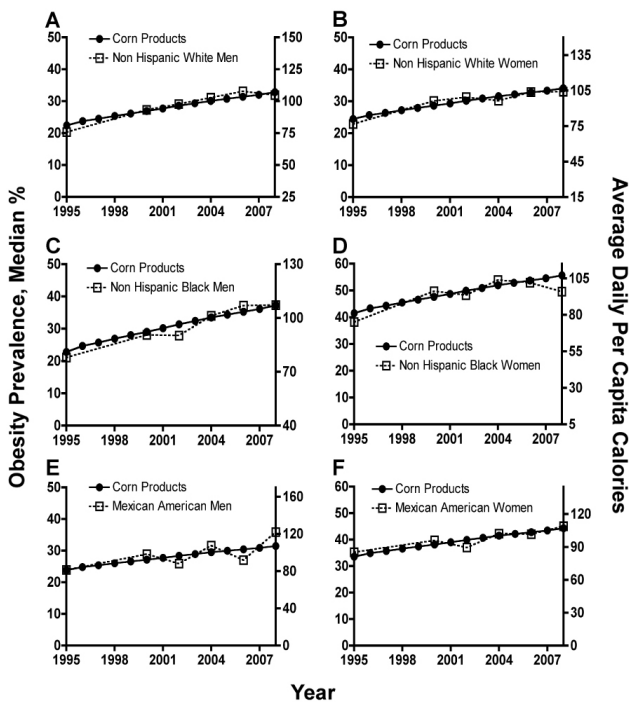 Obesity Prevalence, Median %
A
Corn Products
Non Hispanic White Men
50
40
30
20
10
0
150
125
100
75
50
25
1995 1998 2001 2004 2007
B
Corn Products
Non Hispanic White Women
50
40
30
20
10
0
135
105
75
45
15
1995 1998 2001 2004 2007
C
Corn Products
Non Hispanic Black Men
50
40
30
20
10
0
130
100
70
40
1995 1998 2001 2004 2007
D
Corn Products
Non Hispanic Black Women
60
50
40
30
20
10
0
105
80
55
30
5
1995 1998 2001 2004 2007
E
Corn Products
Mexican American Men
50
40
30
20
10
0
160
120
80
40
0
1995 1998 2001 2004 2007
F
Corn Products
Mexican American Women
60
50
40
30
20
10
0
120
90
60
30
0
1995 1998 2001 2004 2007
Average Daily Per Capita Calories
Year